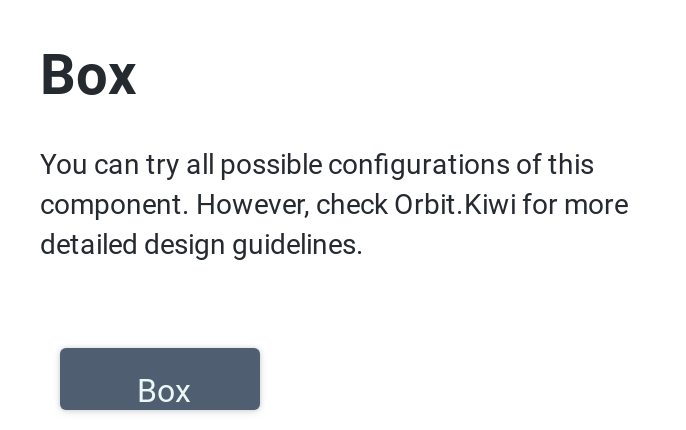 Box
You can try all possible configurations of this
component. However, check Orbit.Kiwi for more
detailed design guidelines.
Box